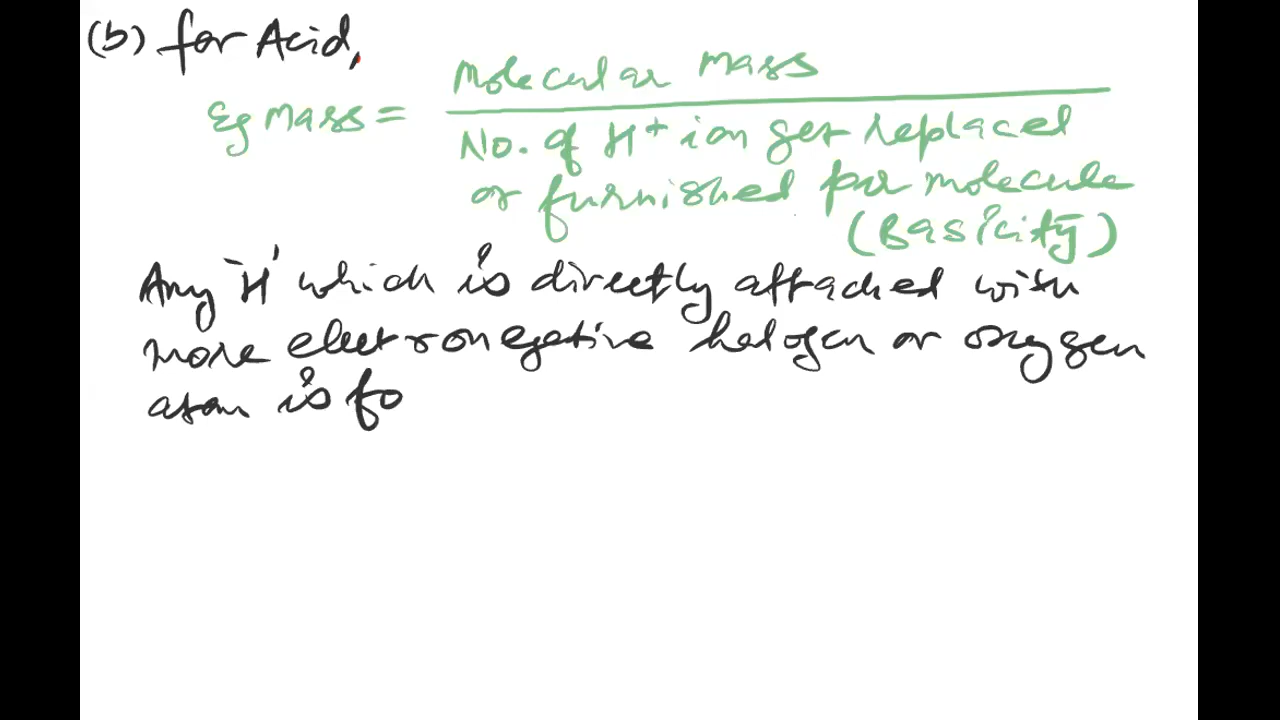 (b) for Acid,
Eq Mass = Molecular Mass
No. of H+ ion get replaced
or furnished per molecule
(Basicity)
Any 'H' which is directly attached with
more electronegative halogen or oxygen
atom is fo